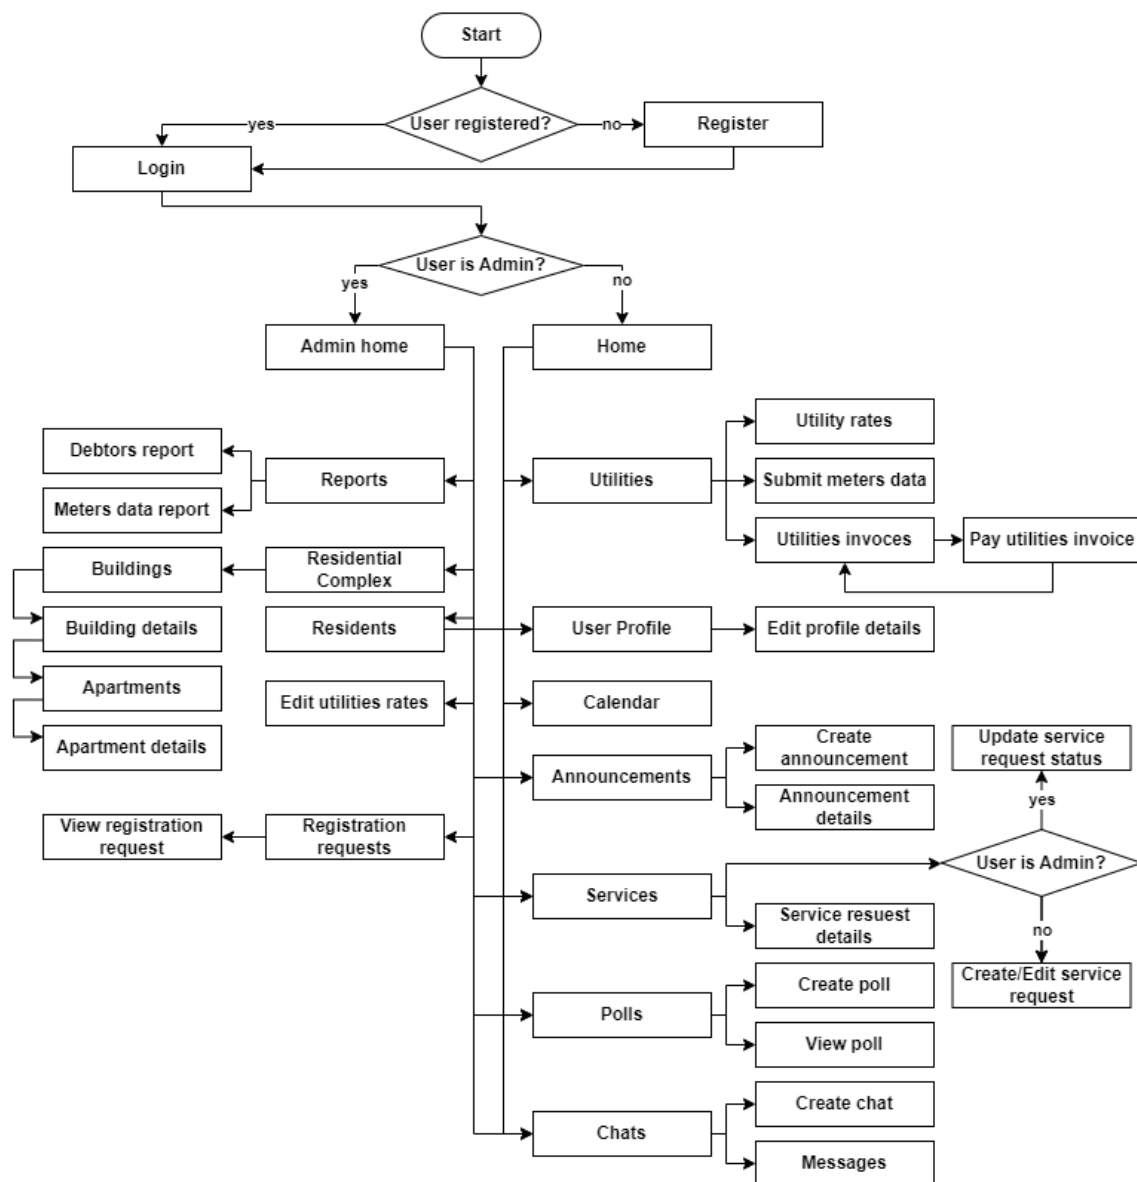 Start
User registered?
yes
no
Register
Login
User is Admin?
yes
no
Admin home
Home
Debtors report
Reports
Meters data report
Utilities
Utility rates
Submit meters data
Utilities invoces
Pay utilities invoice
Buildings
Residential
Complex
Building details
Residents
User Profile
Edit profile details
Apartments
Edit utilities rates
Calendar
Apartment details
Announcements
Create
announcement
Announcement
details
Update service
request status
yes
View registration
request
Registration
requests
User is Admin?
Services
Service resuest
details
no
Create/Edit service
request
Polls
Create poll
View poll
Chats
Create chat
Messages